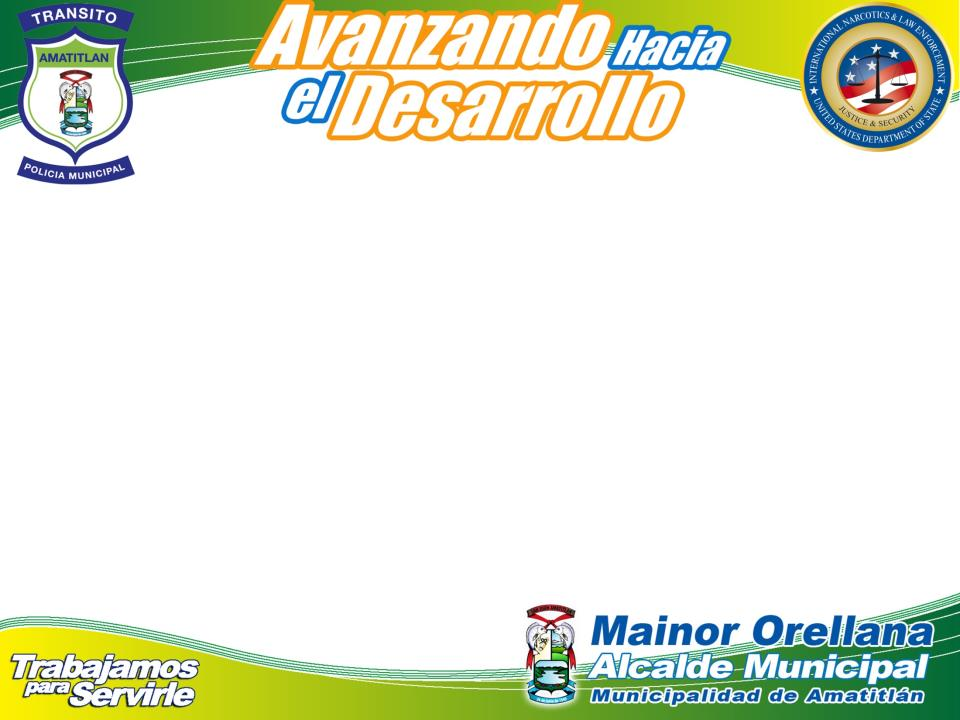 TRANSITO
AMATITLAN
POLICIA MUNICIPAL
Avanzando Hacia
el Desarrollo
INTERNATIONAL NARCOTICS & LAW ENFORCEMENT
JUSTICE & SECURITY
UNITED STATES DEPARTMENT OF STATE
Trabajamos
para Servirle
Mainor Orellana
Alcalde Municipal
Municipalidad de Amatitlán